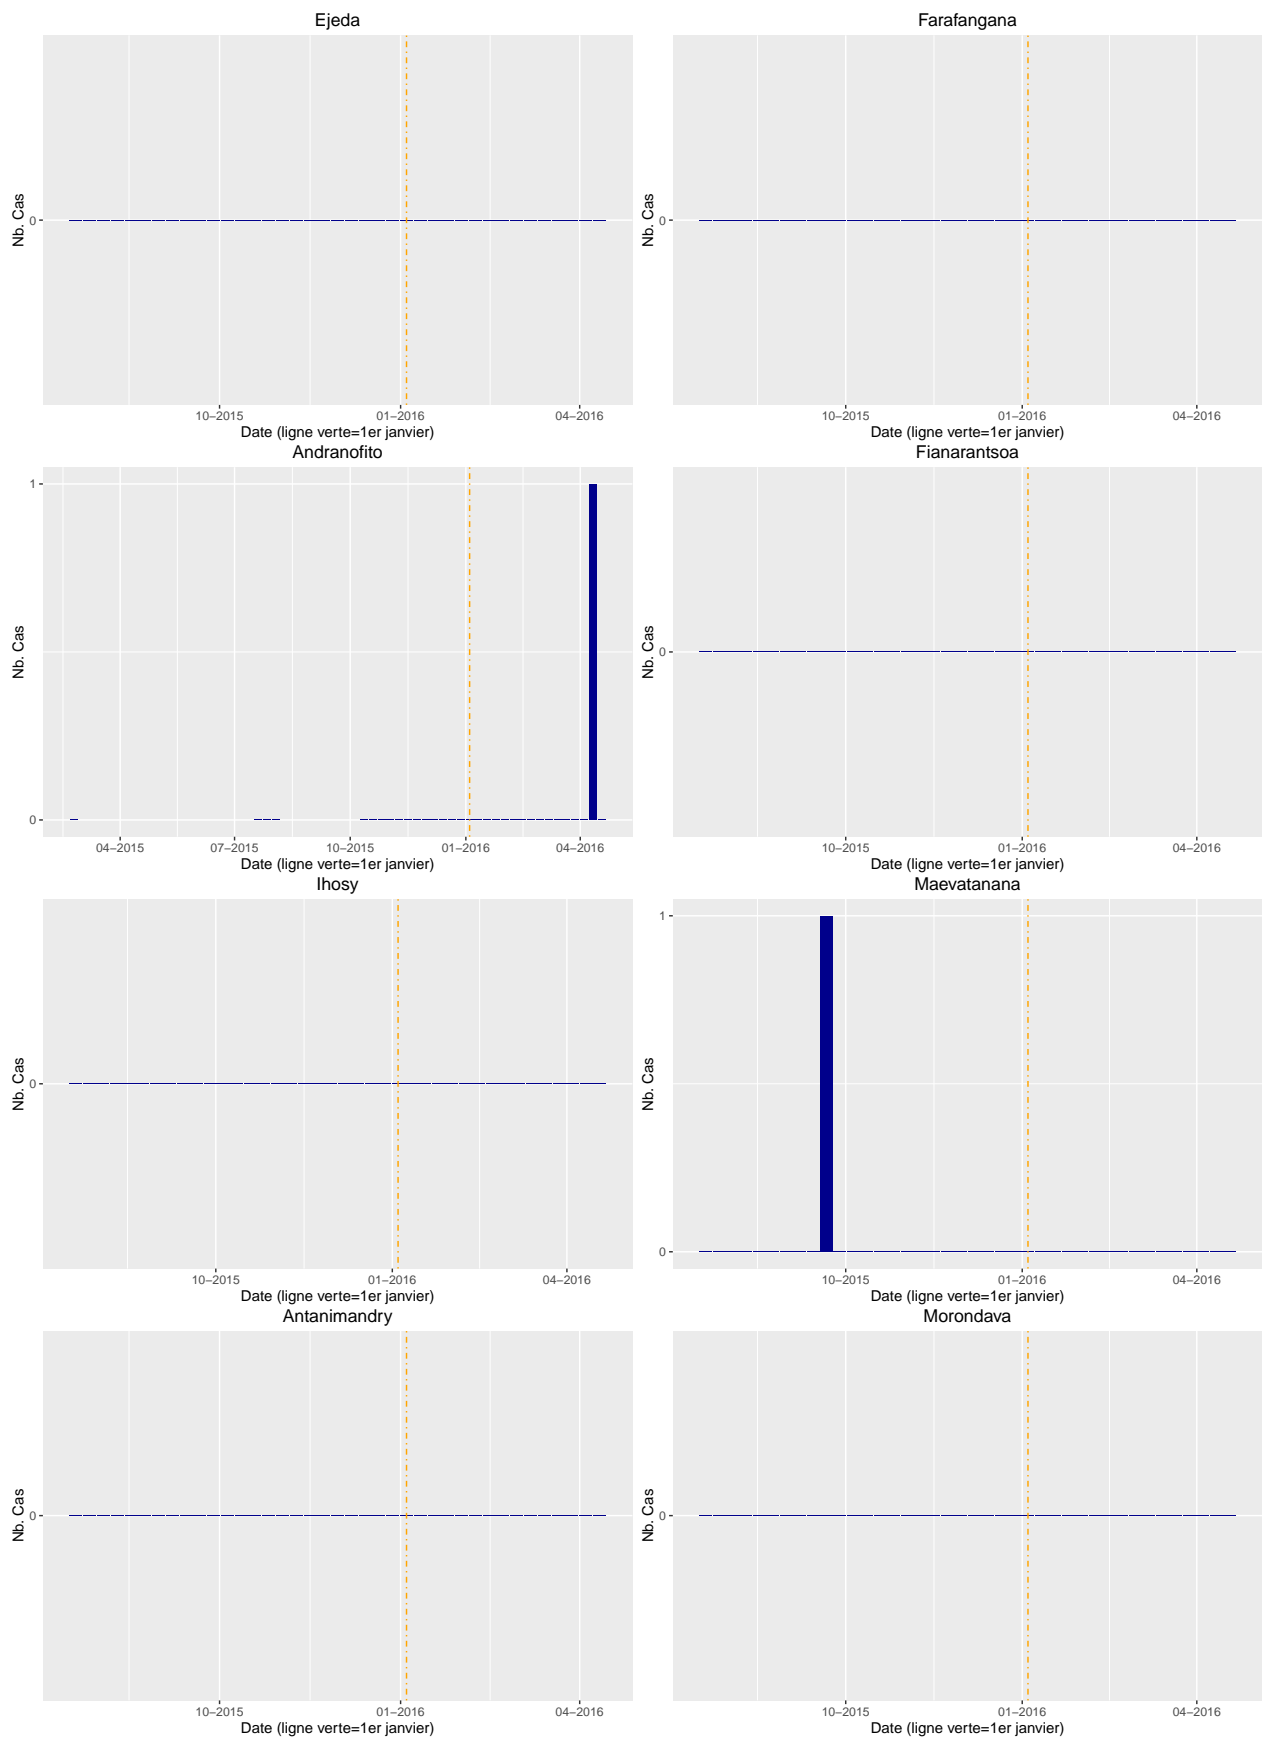 Ejeda
Nb. Cas
0
10–2015
01–2016
04–2016
Date (ligne verte=1er janvier)
Farafangana
Nb. Cas
0
10–2015
01–2016
04–2016
Date (ligne verte=1er janvier)
Andranofito
Nb. Cas
1
0
04–2015
07–2015
10–2015
01–2016
04–2016
Date (ligne verte=1er janvier)
Fianarantsoa
Nb. Cas
0
10–2015
01–2016
04–2016
Date (ligne verte=1er janvier)
Ihosy
Nb. Cas
0
10–2015
01–2016
04–2016
Date (ligne verte=1er janvier)
Maevatanana
Nb. Cas
1
0
10–2015
01–2016
04–2016
Date (ligne verte=1er janvier)
Antanimandry
Nb. Cas
0
10–2015
01–2016
04–2016
Date (ligne verte=1er janvier)
Morondava
Nb. Cas
0
10–2015
01–2016
04–2016
Date (ligne verte=1er janvier)